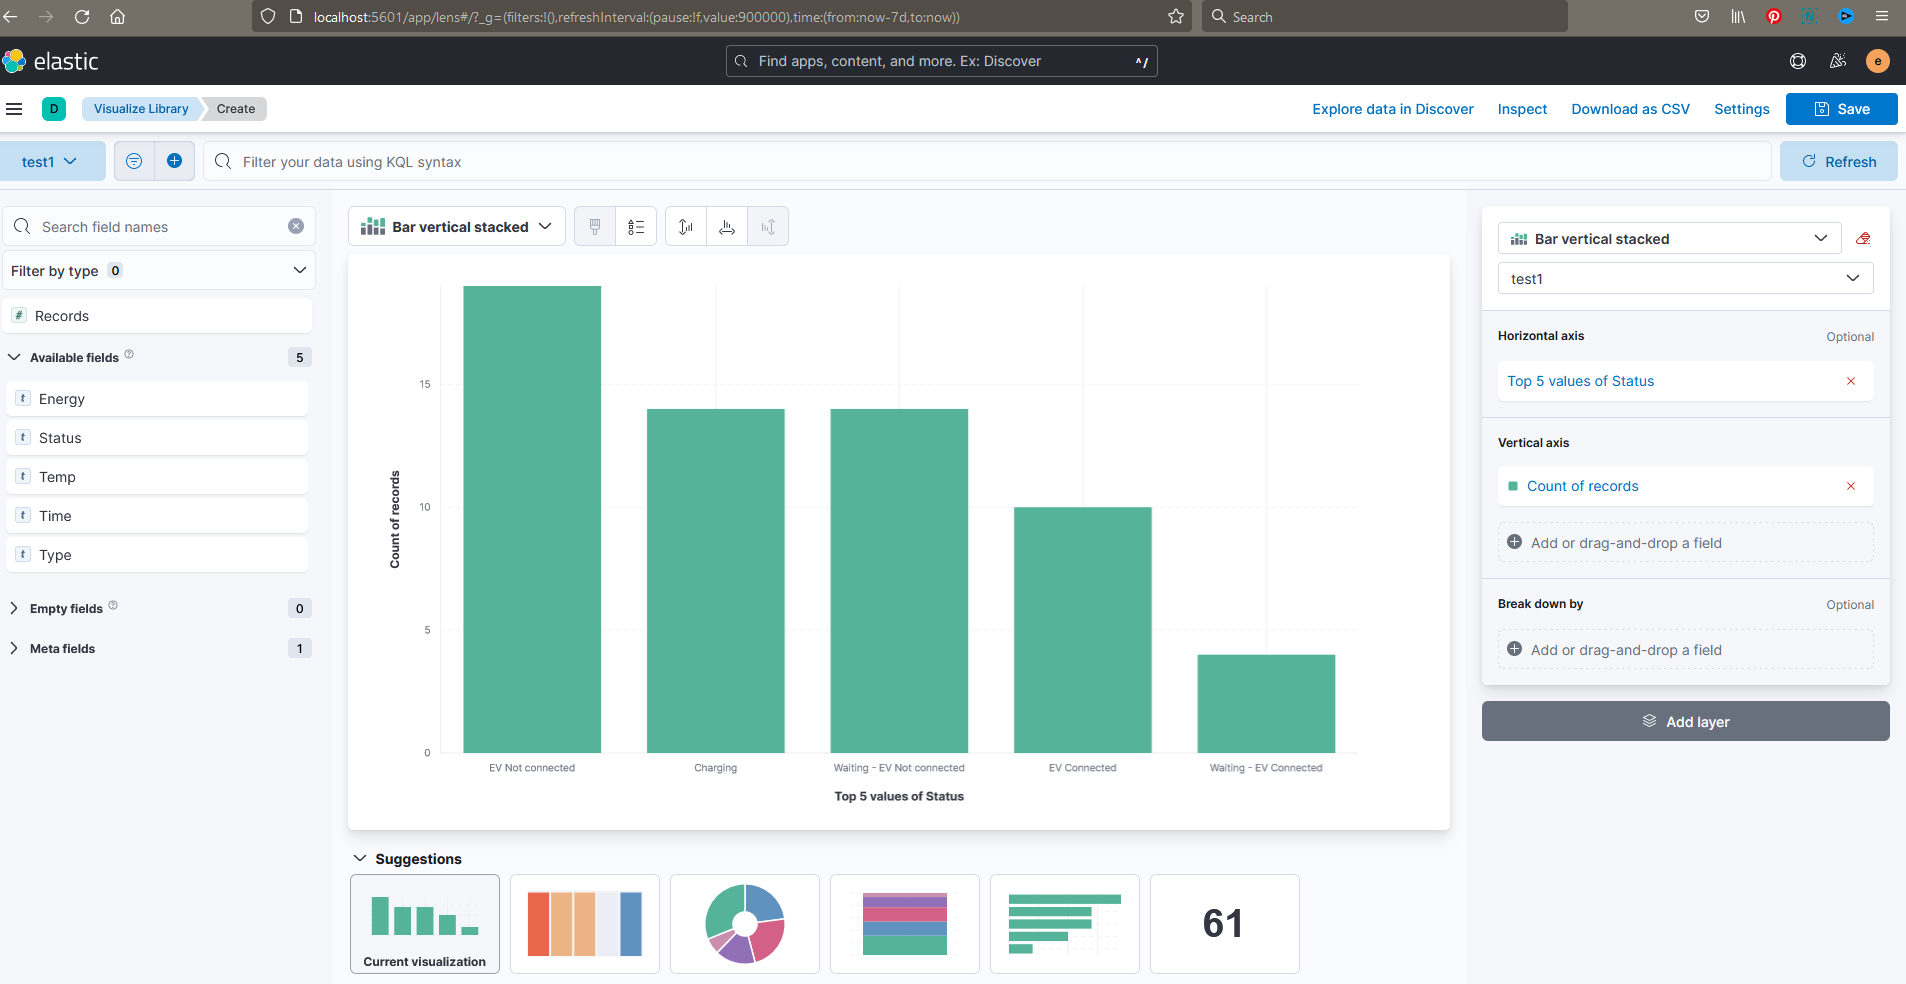 localhost:5601/app/lens#/?_g=(filters:!(),refreshInterval:(pause:!f,value:900000),time:(from:now-7d,to:now))
Search
elastic
Find apps, content, and more. Ex: Discover
^/
e
D
Visualize Library
Create
Explore data in Discover
Inspect
Download as CSV
Settings
Save
test1
Filter your data using KQL syntax
Refresh
Search field names
Filter by type 0
# Records
Available fields
5
t Energy
t Status
t Temp
t Time
t Type
Empty fields
0
Meta fields
1
Bar vertical stacked
15
10
5
0
Count of records
EV Not connected
Charging
Waiting - EV Not connected
EV Connected
Waiting - EV Connected
Top 5 values of Status
Suggestions
Current visualization
61
Bar vertical stacked
test1
Horizontal axis
Optional
Top 5 values of Status
Vertical axis
Count of records
Add or drag-and-drop a field
Break down by
Optional
Add or drag-and-drop a field
Add layer